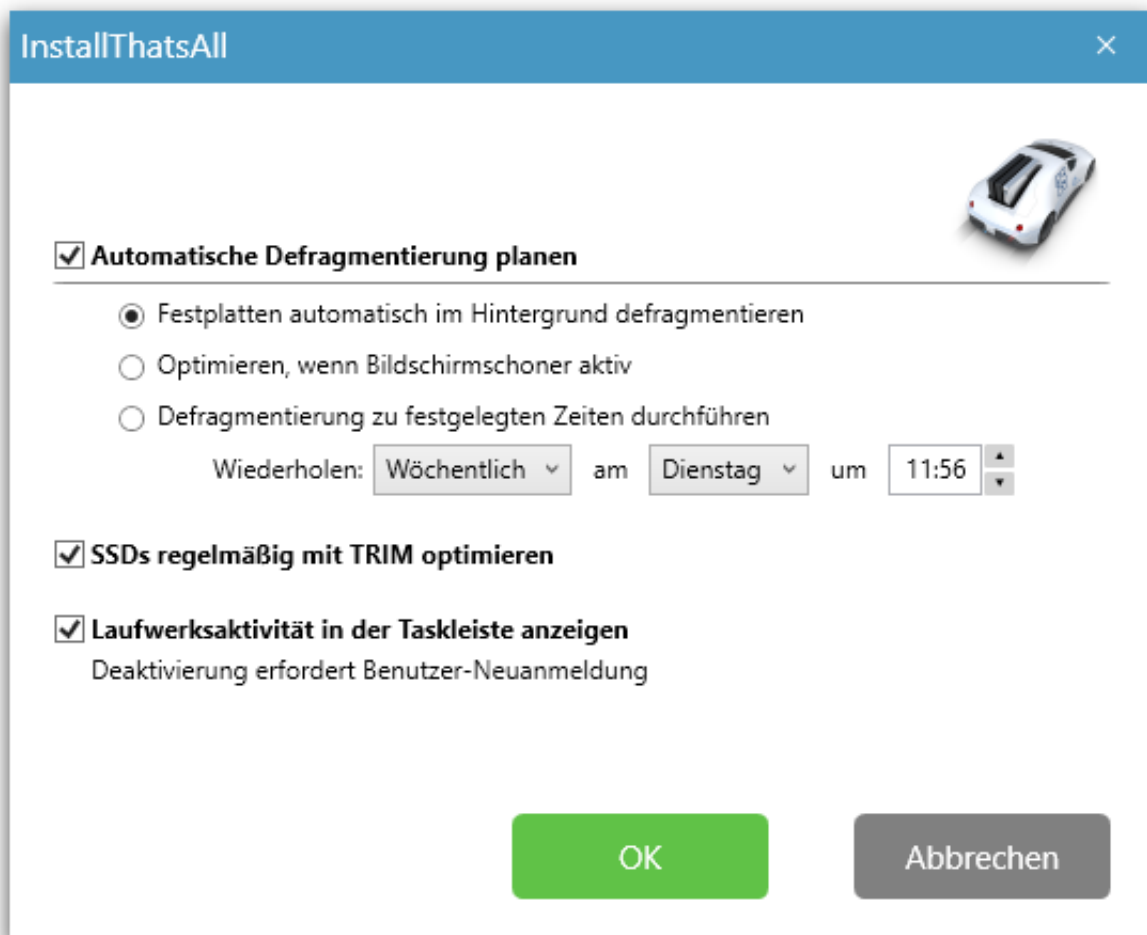 InstallThatsAll
Automatische Defragmentierung planen
Festplatten automatisch im Hintergrund defragmentieren
Optimieren, wenn Bildschirmschoner aktiv
Defragmentierung zu festgelegten Zeiten durchführen
Wiederholen: Wöchentlich am Dienstag um 11:56
SSDs regelmäßig mit TRIM optimieren
Laufwerksaktivität in der Taskleiste anzeigen
Deaktivierung erfordert Benutzer-Neuanmeldung
OK Abbrechen